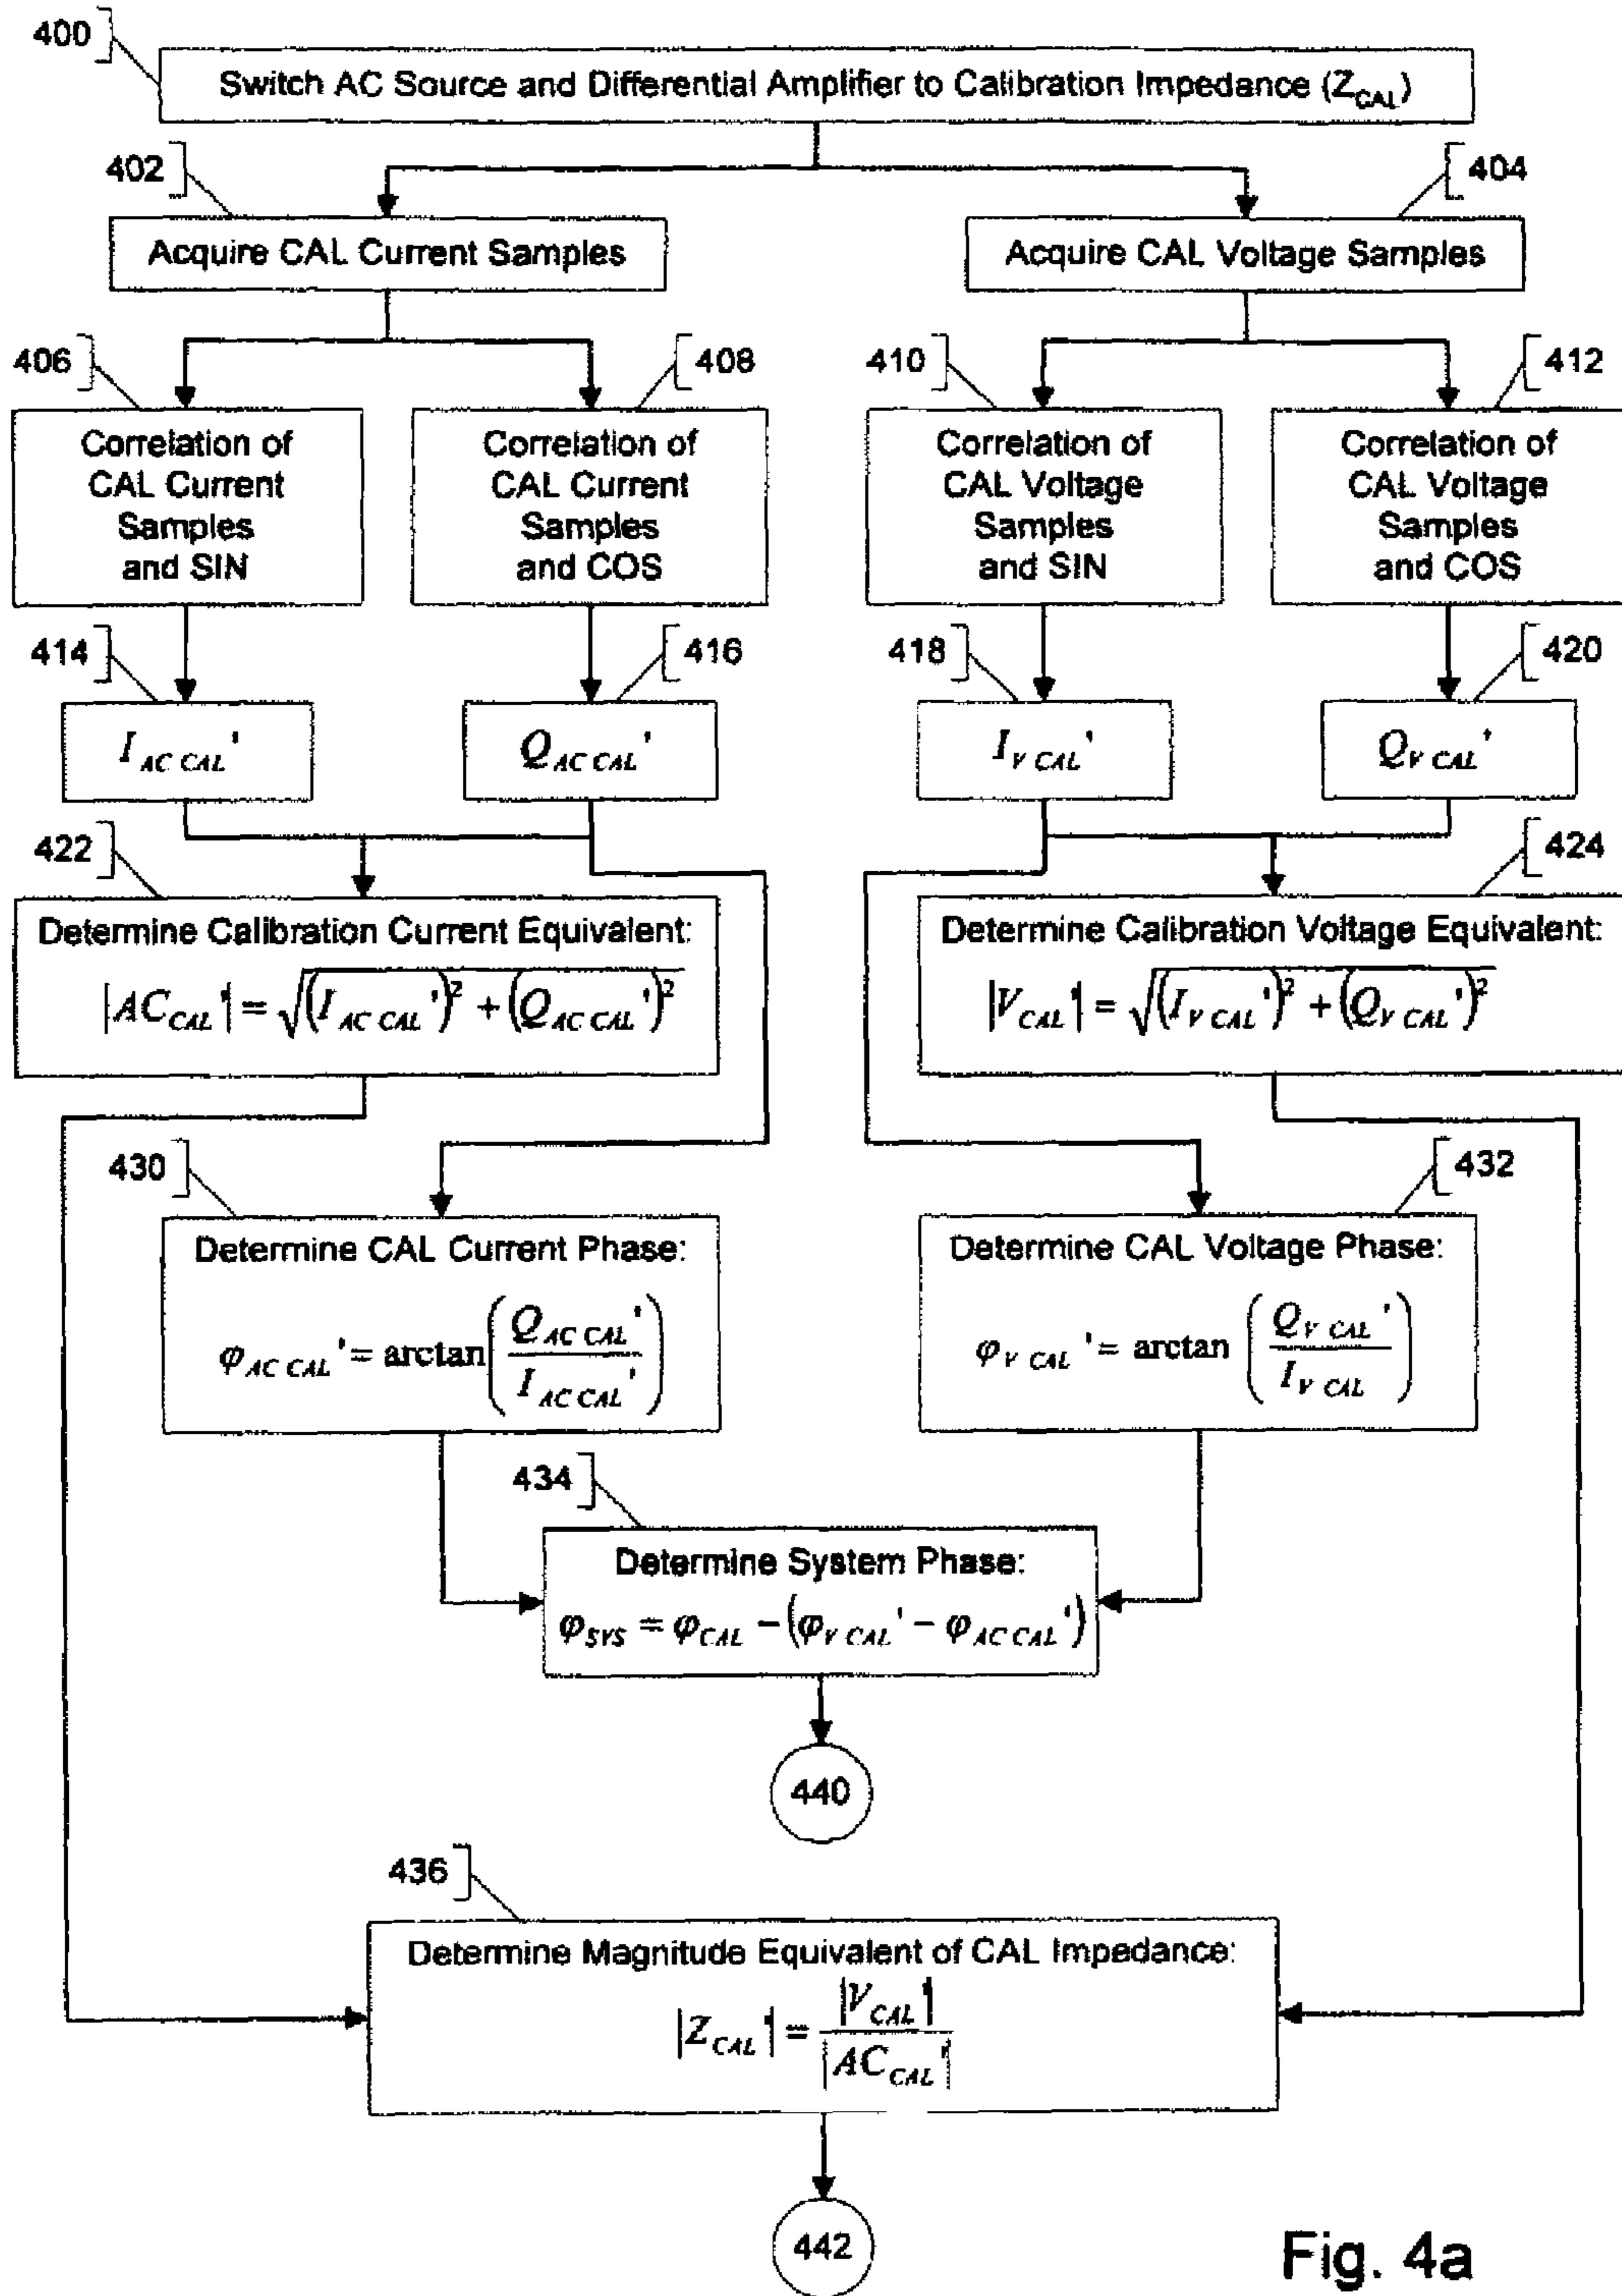 400
Switch AC Source and Differential Amplifier to Calibration Impedance (Z_CAL)
402
404
Acquire CAL Current Samples
Acquire CAL Voltage Samples
406
408
410
412
Correlation of
CAL Current
Samples
and SIN
Correlation of
CAL Current
Samples
and COS
Correlation of
CAL Voltage
Samples
and SIN
Correlation of
CAL Voltage
Samples
and COS
414
416
418
420
I_AC CAL'
Q_AC CAL'
I_V CAL'
Q_V CAL'
422
424
Determine Calibration Current Equivalent:
|AC_CAL'| = √((I_AC CAL')² + (Q_AC CAL')²)
Determine Calibration Voltage Equivalent:
|V_CAL'| = √((I_V CAL')² + (Q_V CAL')²)
430
432
Determine CAL Current Phase:
φ_AC CAL' = arctan(Q_AC CAL' / I_AC CAL')
Determine CAL Voltage Phase:
φ_V CAL' = arctan (Q_V CAL' / I_V CAL)
434
Determine System Phase:
φ_SYS = φ_CAL − (φ_V CAL' − φ_AC CAL')
440
436
Determine Magnitude Equivalent of CAL Impedance:
|Z_CAL'| = |V_CAL'| / |AC_CAL'|
442
Fig. 4a